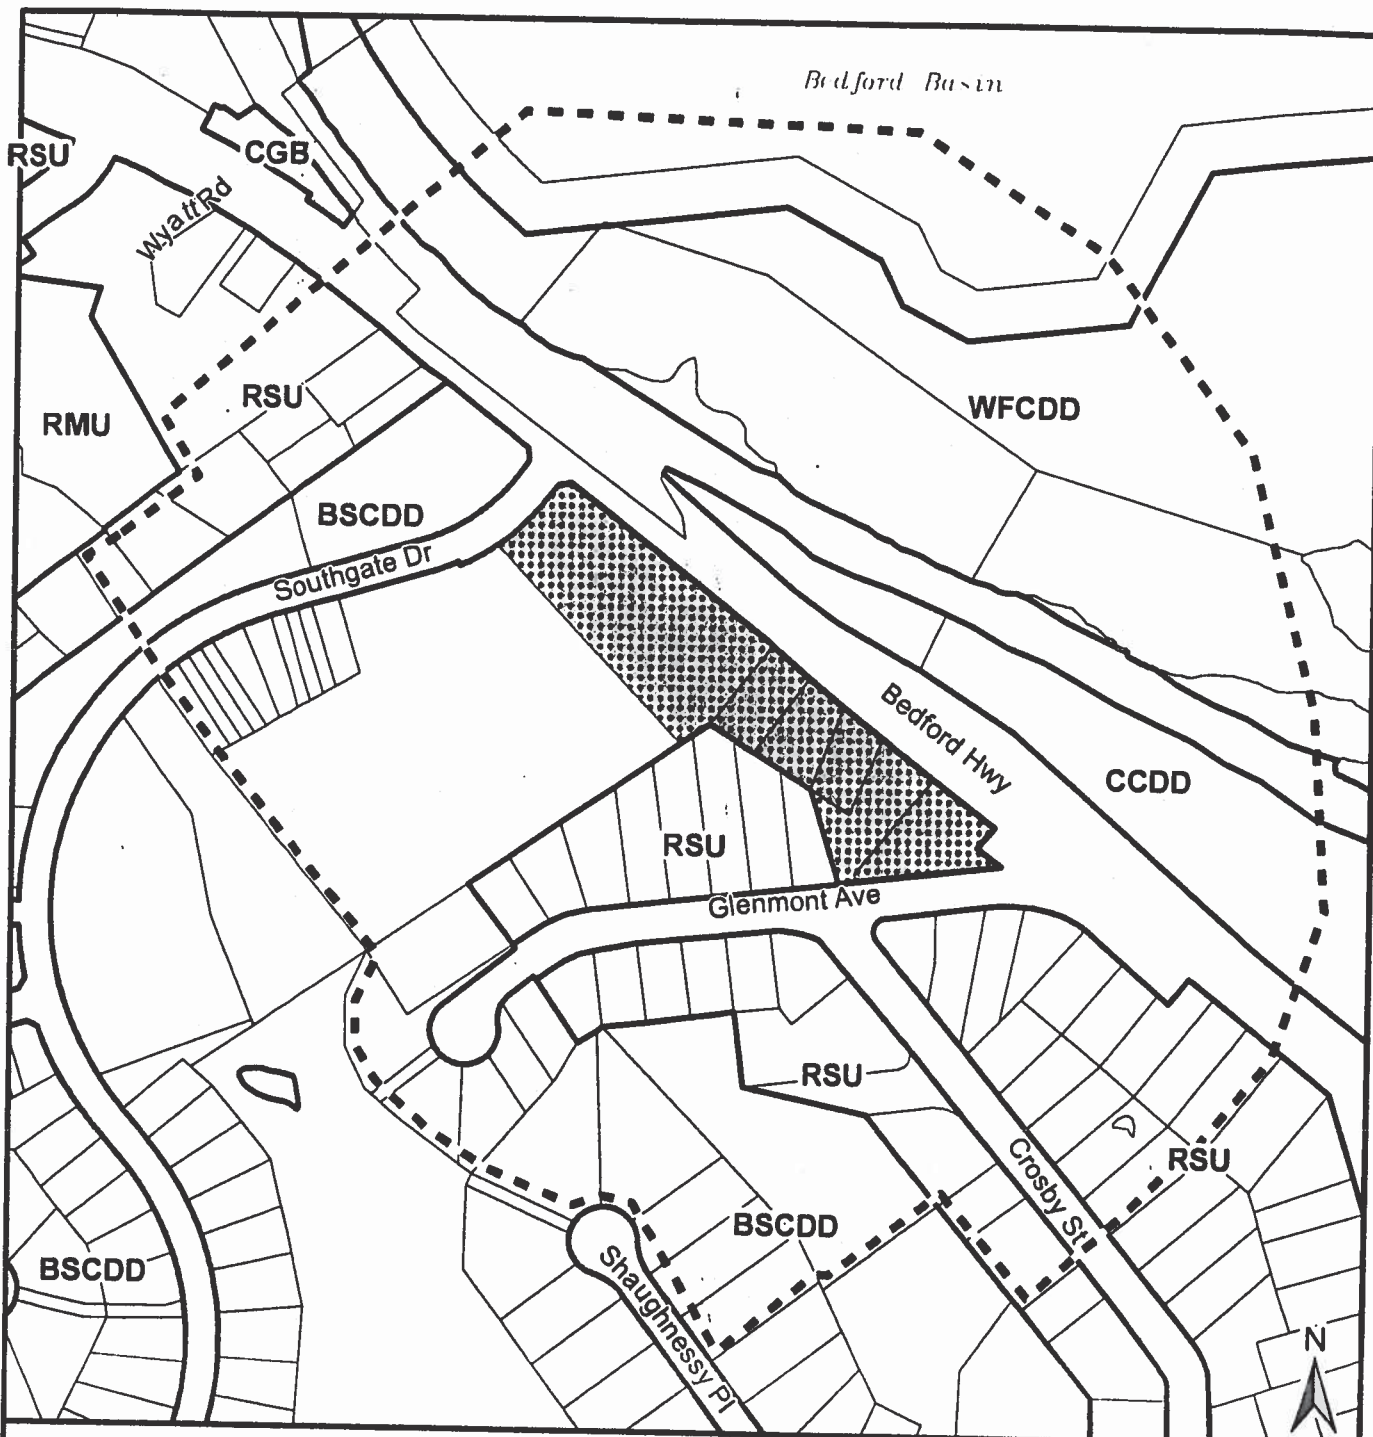 Bedford Basin
RSU
CGB
Wyatt Rd
WFCDD
RSU
RMU
BSCDD
Southgate Dr
Bedford Hwy
CCDD
RSU
Glenmont Ave
RSU
Crosby St
RSU
BSCDD
BSCDD
Shaughnessy Pl
N